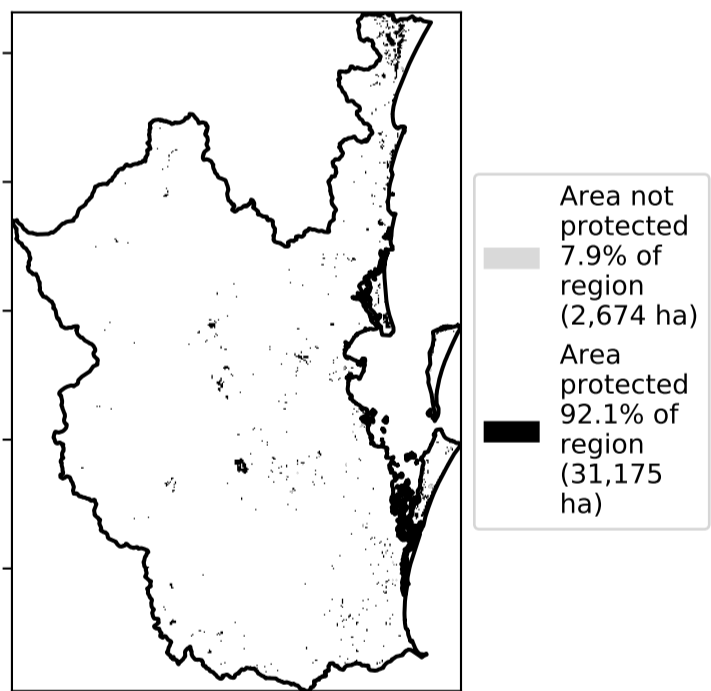 Area not
protected
7.9% of
region
(2,674 ha)
Area
protected
92.1% of
region
(31,175
ha)